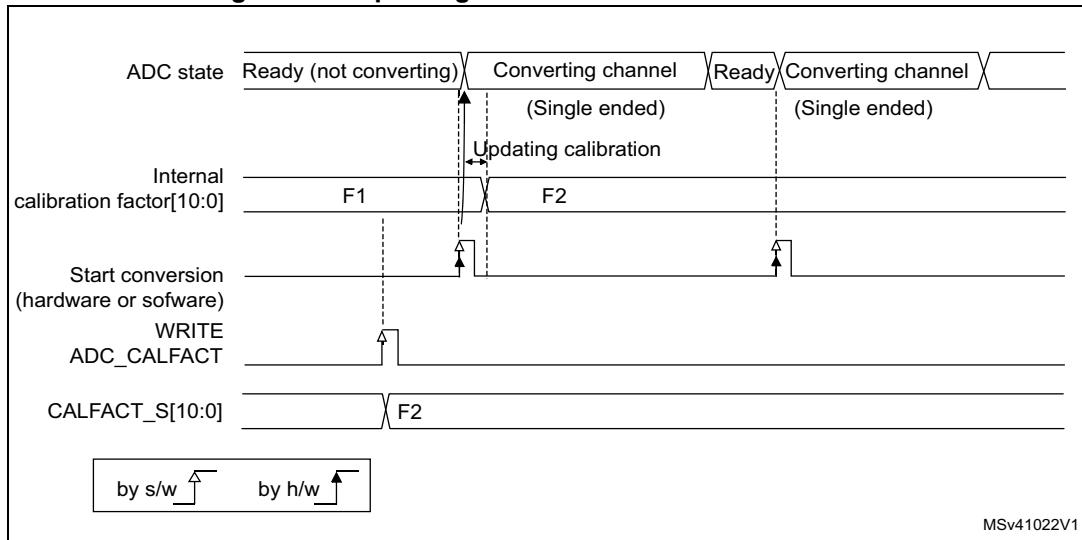 ADC state
Ready (not converting)
Converting channel
Ready
Converting channel
(Single ended)
(Single ended)
Updating calibration
Internal
calibration factor[10:0]
F1
F2
Start conversion
(hardware or sofware)
WRITE
ADC_CALFACT
CALFACT_S[10:0]
F2
by s/w
by h/w
MSv41022V1